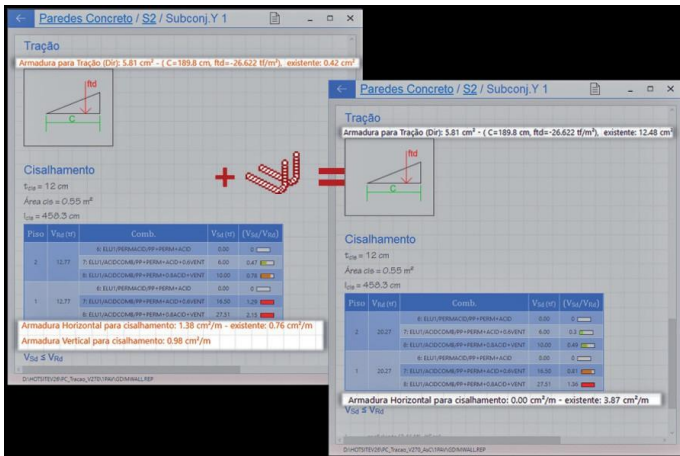 Paredes Concreto / S2 / Subconj.Y 1
Tração
Armadura para Tração (Dir): 5.81 cm² - ( C=189.8 cm, ftd=-26.622 tf/m²), existente: 0.42 cm²
ftd
C
Cisalhamento
tcis = 12 cm
Área cis = 0.55 m²
lcis = 458.3 cm
Piso VRd (tf) Comb. VSd (tf) (VSd/VRd)
6: ELU1/PERMACID/PP+PERM+ACID 0.00 0
2 12.77 7: ELU1/ACIDCOMB/PP+PERM+ACID+0.6VENT 6.00 0.47
8: ELU1/ACIDCOMB/PP+PERM+0.8ACID+VENT 10.00 0.78
6: ELU1/PERMACID/PP+PERM+ACID 0.00 0
1 12.77 7: ELU1/ACIDCOMB/PP+PERM+ACID+0.6VENT 16.50 1.29
8: ELU1/ACIDCOMB/PP+PERM+0.8ACID+VENT 27.51 2.15
Armadura Horizontal para cisalhamento: 1.38 cm²/m - existente: 0.76 cm²/m
Armadura Vertical para cisalhamento: 0.98 cm²/m
VSd ≤ VRd
Paredes Concreto / S2 / Subconj.Y 1
Tração
Armadura para Tração (Dir): 5.81 cm² - ( C=189.8 cm, ftd=-26.622 tf/m²), existente: 12.48 cm²
ftd
C
Cisalhamento
tcis = 12 cm
Área cis = 0.55 m²
lcis = 458.3 cm
Piso VRd (tf) Comb. VSd (tf) (VSd/VRd)
6: ELU1/PERMACID/PP+PERM+ACID 0.00 0
2 20.27 7: ELU1/ACIDCOMB/PP+PERM+ACID+0.6VENT 6.00 0.3
8: ELU1/ACIDCOMB/PP+PERM+0.8ACID+VENT 10.00 0.49
6: ELU1/PERMACID/PP+PERM+ACID 0.00 0
1 20.27 7: ELU1/ACIDCOMB/PP+PERM+ACID+0.6VENT 16.50 0.81
8: ELU1/ACIDCOMB/PP+PERM+0.8ACID+VENT 27.51 1.36
Armadura Horizontal para cisalhamento: 0.00 cm²/m - existente: 3.87 cm²/m
VSd ≤ VRd